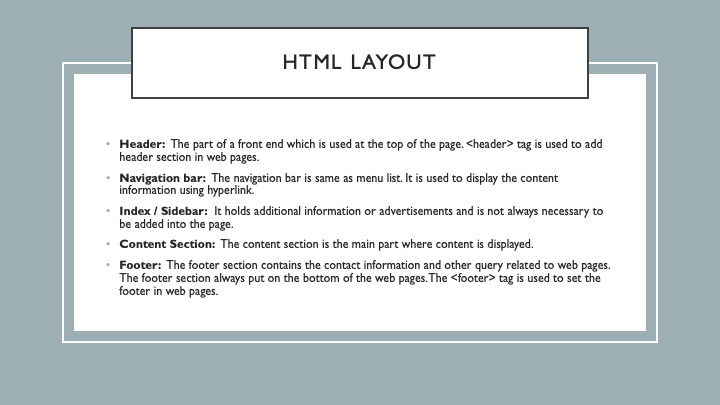 HTML LAYOUT
• Header: The part of a front end which is used at the top of the page. <header> tag is used to add
header section in web pages.
• Navigation bar: The navigation bar is same as menu list. It is used to display the content
information using hyperlink.
• Index / Sidebar: It holds additional information or advertisements and is not always necessary to
be added into the page.
• Content Section: The content section is the main part where content is displayed.
• Footer: The footer section contains the contact information and other query related to web pages.
The footer section always put on the bottom of the web pages.The <footer> tag is used to set the
footer in web pages.